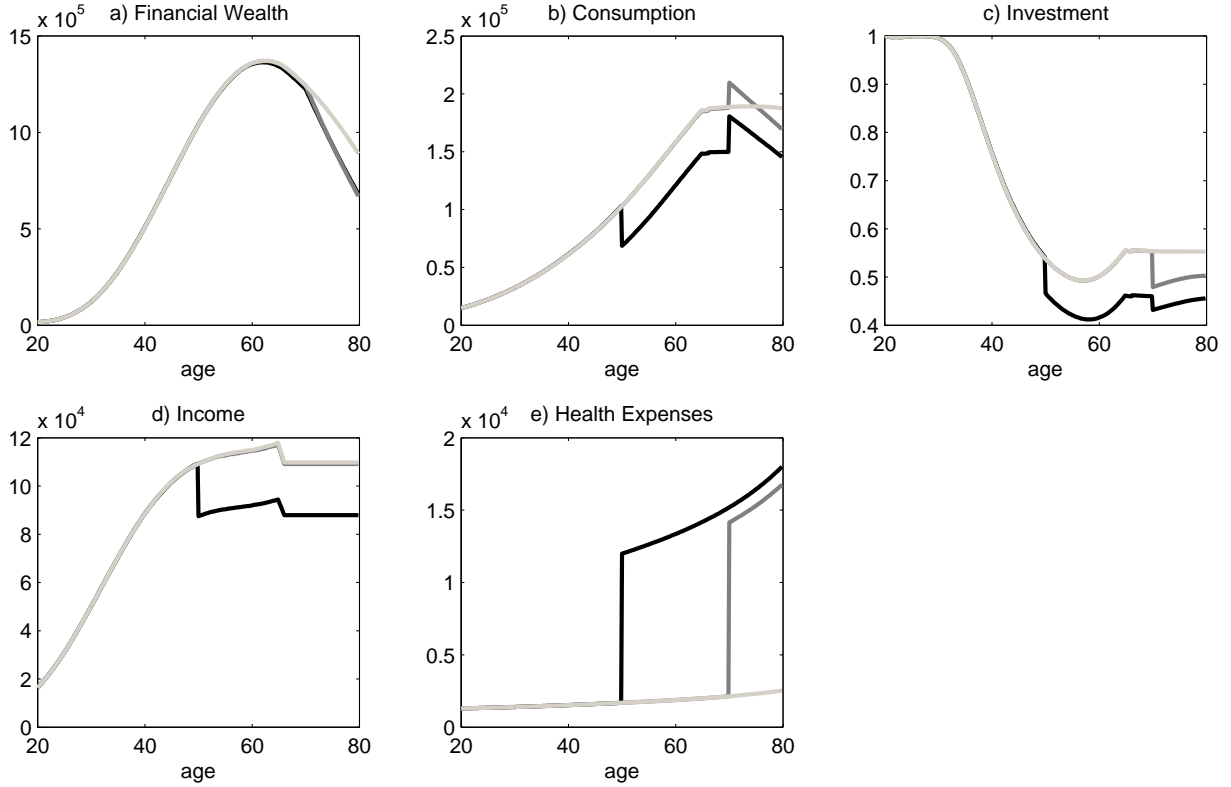 a) Financial Wealth
x 10^5
15
10
5
0
20 40 60 80
age
b) Consumption
x 10^5
2.5
2
1.5
1
0.5
0
20 40 60 80
age
c) Investment
1
0.9
0.8
0.7
0.6
0.5
0.4
20 40 60 80
age
d) Income
x 10^4
12
10
8
6
4
2
0
20 40 60 80
age
e) Health Expenses
x 10^4
2
1.5
1
0.5
0
20 40 60 80
age